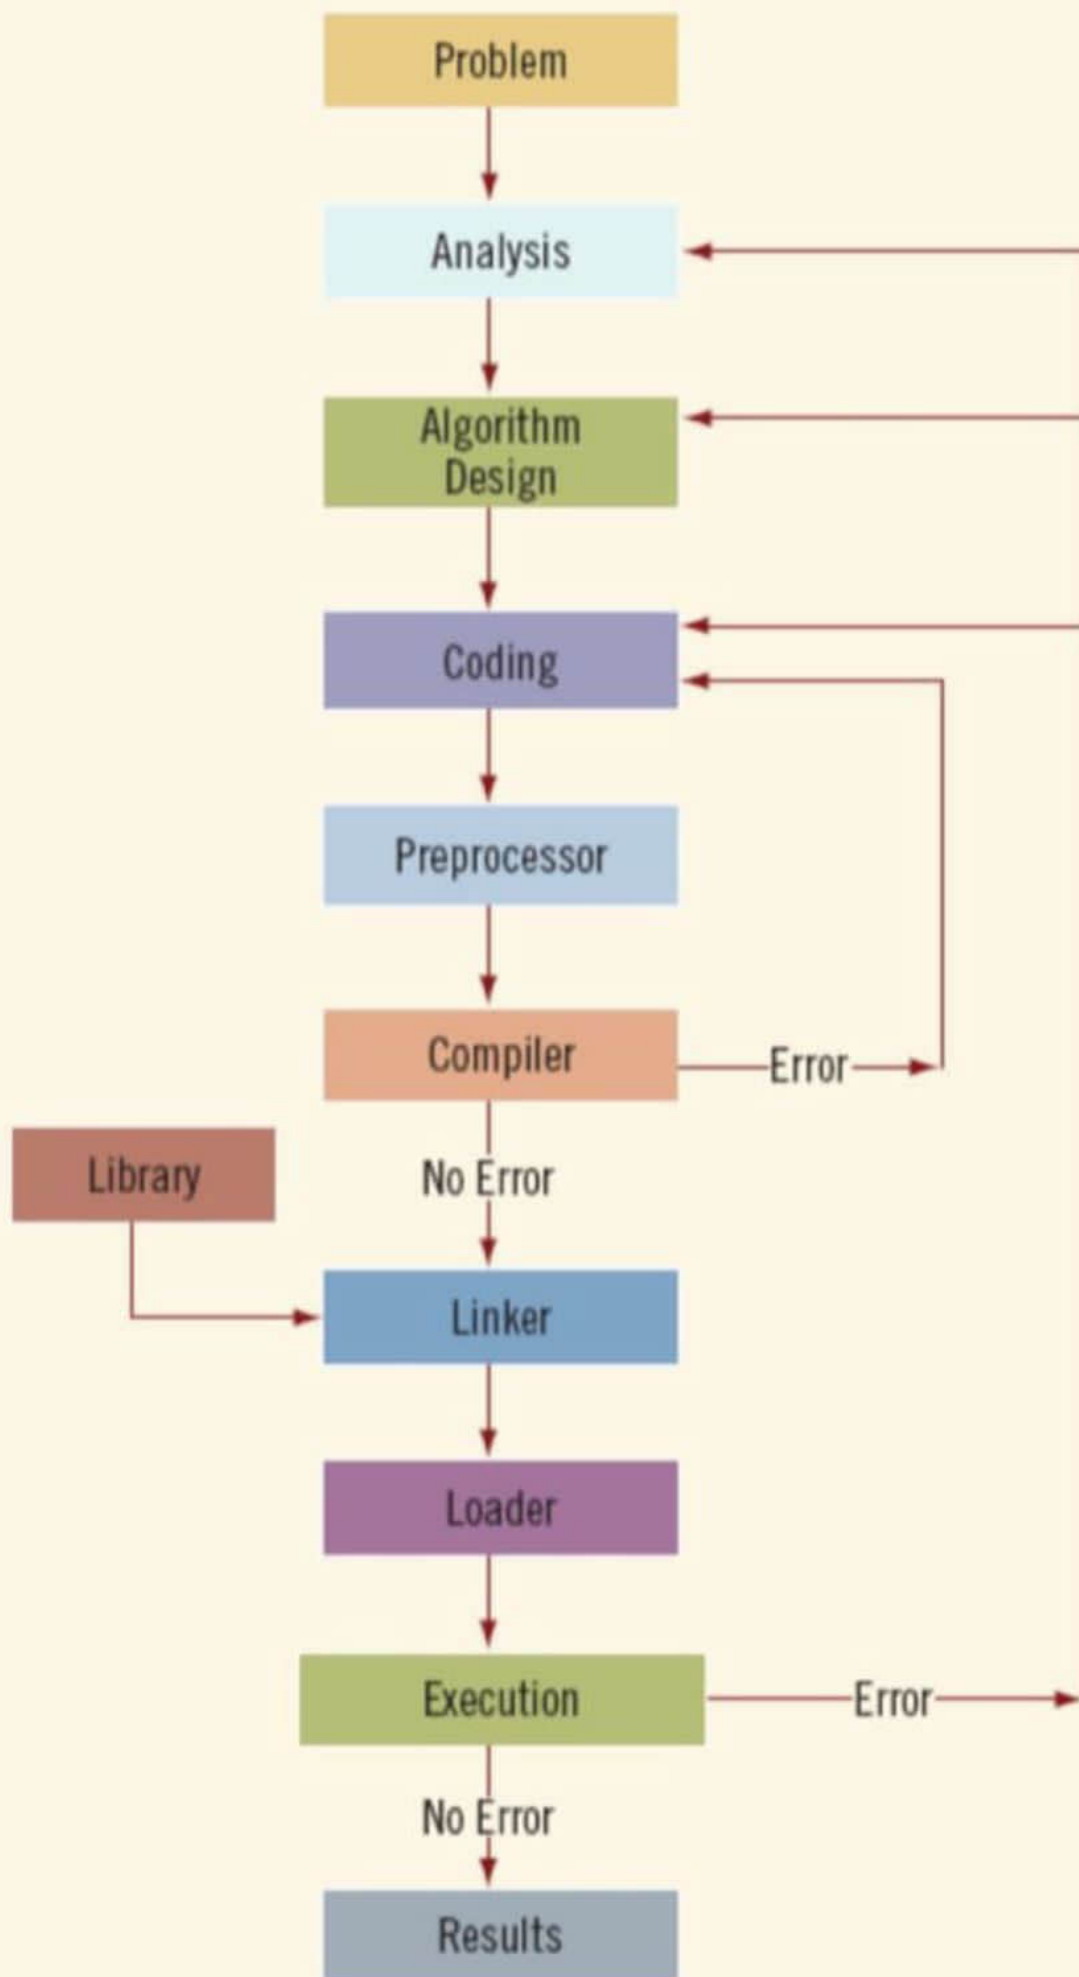 Problem
Analysis
Algorithm
Design
Coding
Preprocessor
Compiler
Error
Library
No Error
Linker
Loader
Execution
Error
No Error
Results